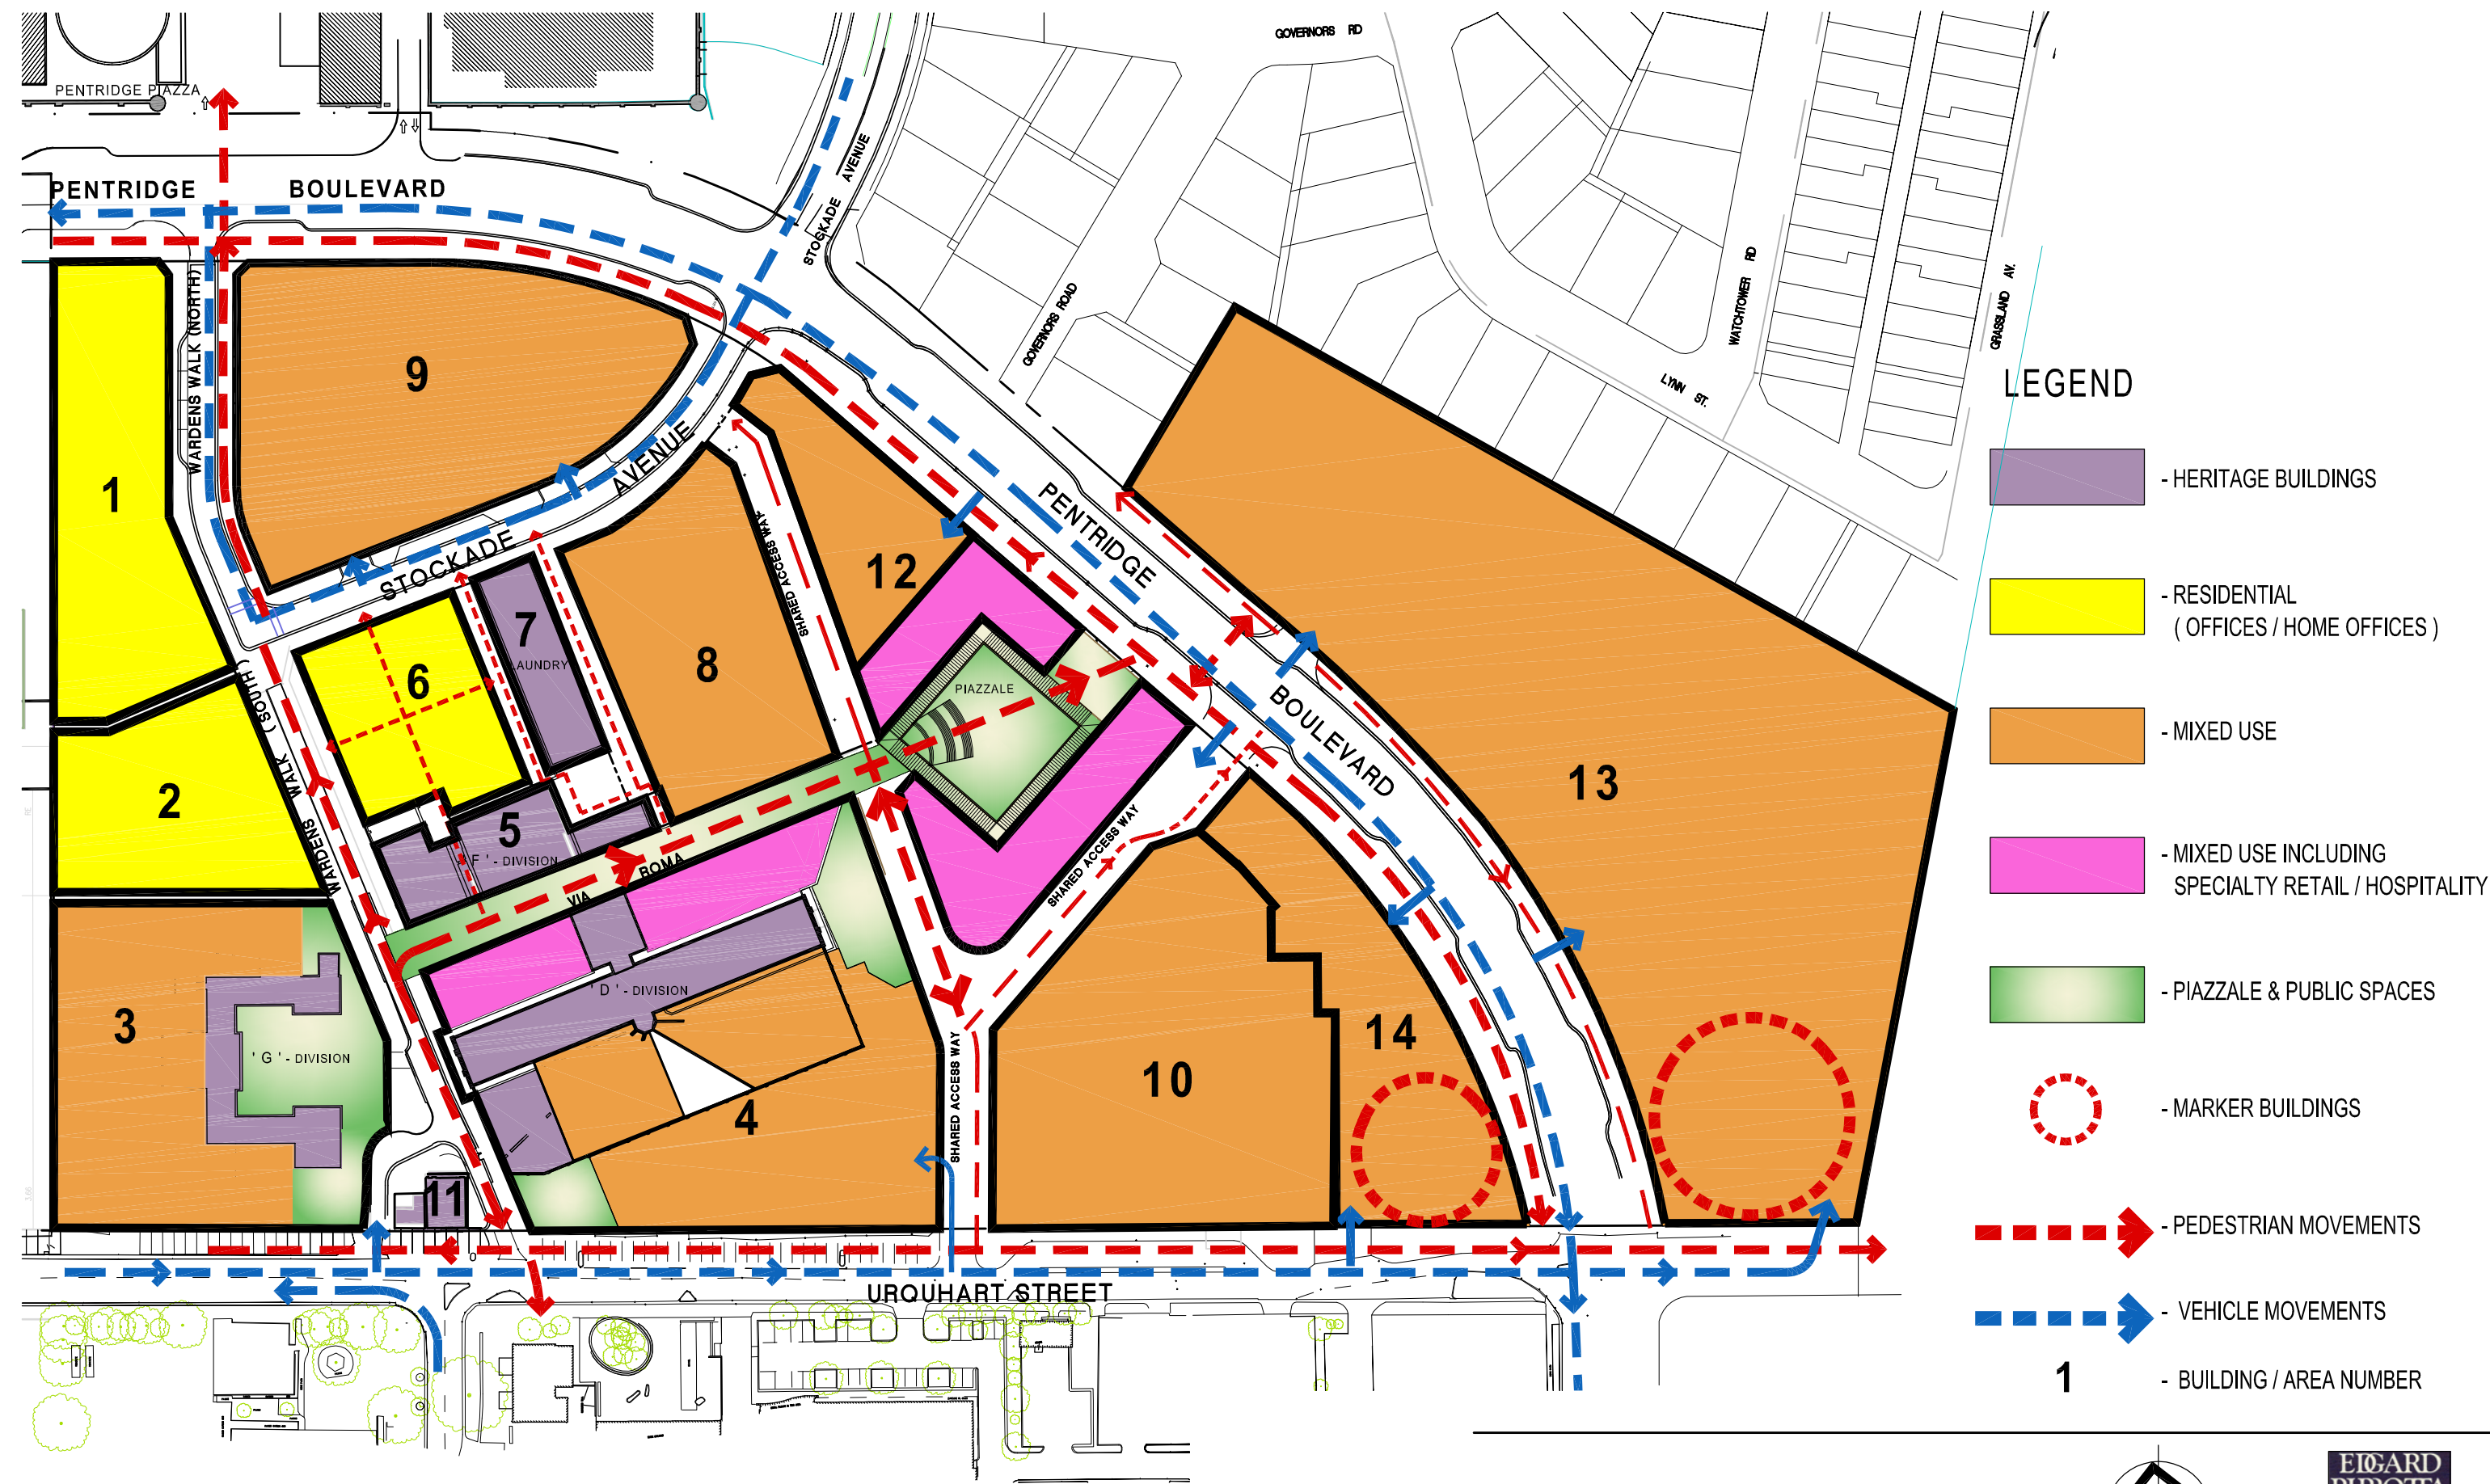 GOVERNORS RD
PENTRIDGE PIAZZA
STOCKADE AVENUE
PENTRIDGE BOULEVARD
WARDENS WALK (NORTH)
GOVERNORS ROAD
WATCHTOWER RD
GRASSLAND AV.
LYNN ST.
9
1
STOCKADE AVENUE
SHARED ACCESS WAY
12
PENTRIDGE BOULEVARD
7
LAUNDRY
6
8
PIAZZALE
13
2
WARDENS WALK (SOUTH)
5
'F' - DIVISION
VIA ROMA
SHARED ACCESS WAY
3
'G' - DIVISION
'D' - DIVISION
14
10
4
SHARED ACCESS WAY
11
URQUHART STREET
LEGEND
- HERITAGE BUILDINGS
- RESIDENTIAL
( OFFICES / HOME OFFICES )
- MIXED USE
- MIXED USE INCLUDING
SPECIALTY RETAIL / HOSPITALITY
- PIAZZALE & PUBLIC SPACES
- MARKER BUILDINGS
- PEDESTRIAN MOVEMENTS
- VEHICLE MOVEMENTS
1 - BUILDING / AREA NUMBER
EDGARD